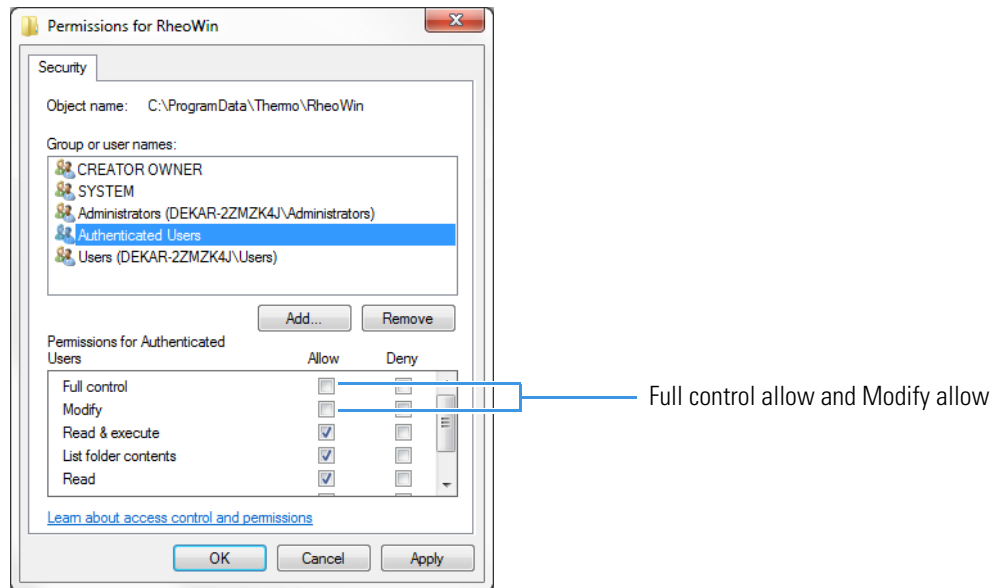 Permissions for RheoWin
Security
Object name: C:\ProgramData\Thermo\RheoWin
Group or user names:
CREATOR OWNER
SYSTEM
Administrators (DEKAR-2ZMZK4J\Administrators)
Authenticated Users
Users (DEKAR-2ZMZK4J\Users)
Add... Remove
Permissions for Authenticated
Users Allow Deny
Full control
Modify
Read & execute
List folder contents
Read
Learn about access control and permissions
OK Cancel Apply
Full control allow and Modify allow